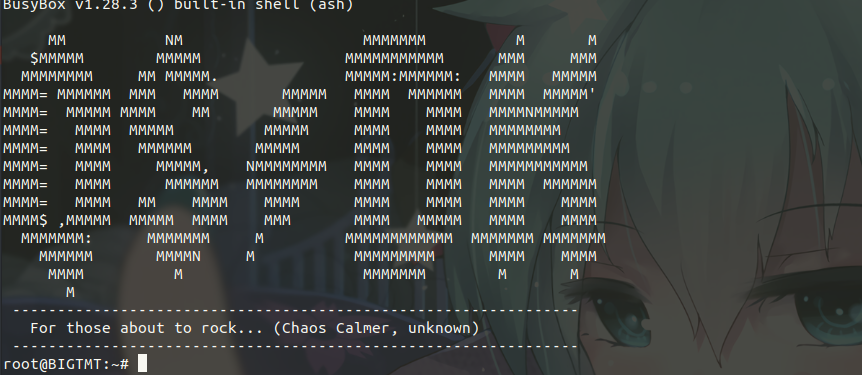 BusyBox v1.28.3 () built-in shell (ash)
     MM           NM                    MMMMMMM          M       M
   $MMMMM        MMMMM                MMMMMMMMMMM      MMM     MMM
  MMMMMMMM     MM MMMMM.              MMMMM:MMMMMM:   MMMM   MMMMM
MMMM= MMMMMM  MMM   MMMM       MMMMM   MMMM  MMMMMM   MMMM  MMMMM'
MMMM=  MMMMM MMMM    MM       MMMMM    MMMM    MMMM   MMMMNMMMMM
MMMM=   MMMM  MMMMM          MMMMM     MMMM    MMMM   MMMMMMMM
MMMM=   MMMM   MMMMMM       MMMMM      MMMM    MMMM   MMMMMMMMM
MMMM=   MMMM     MMMMM,    NMMMMMMMM   MMMM    MMMM   MMMMMMMMMMM
MMMM=   MMMM      MMMMMM   MMMMMMMM    MMMM    MMMM   MMMM  MMMMMM
MMMM=   MMMM   MM    MMMM    MMMM      MMMM    MMMM   MMMM    MMMM
MMMM$ ,MMMMM  MMMMM  MMMM    MMM       MMMM   MMMMM   MMMM    MMMM
  MMMMMMM:      MMMMMMM     M         MMMMMMMMMMMM  MMMMMMM MMMMMMM
    MMMMMM       MMMMN     M           MMMMMMMMM      MMMM    MMMM
     MMMM          M                    MMMMMMM        M       M
       M
 ---------------------------------------------------------------
   For those about to rock... (Chaos Calmer, unknown)
 ---------------------------------------------------------------
root@BIGTMT:~#